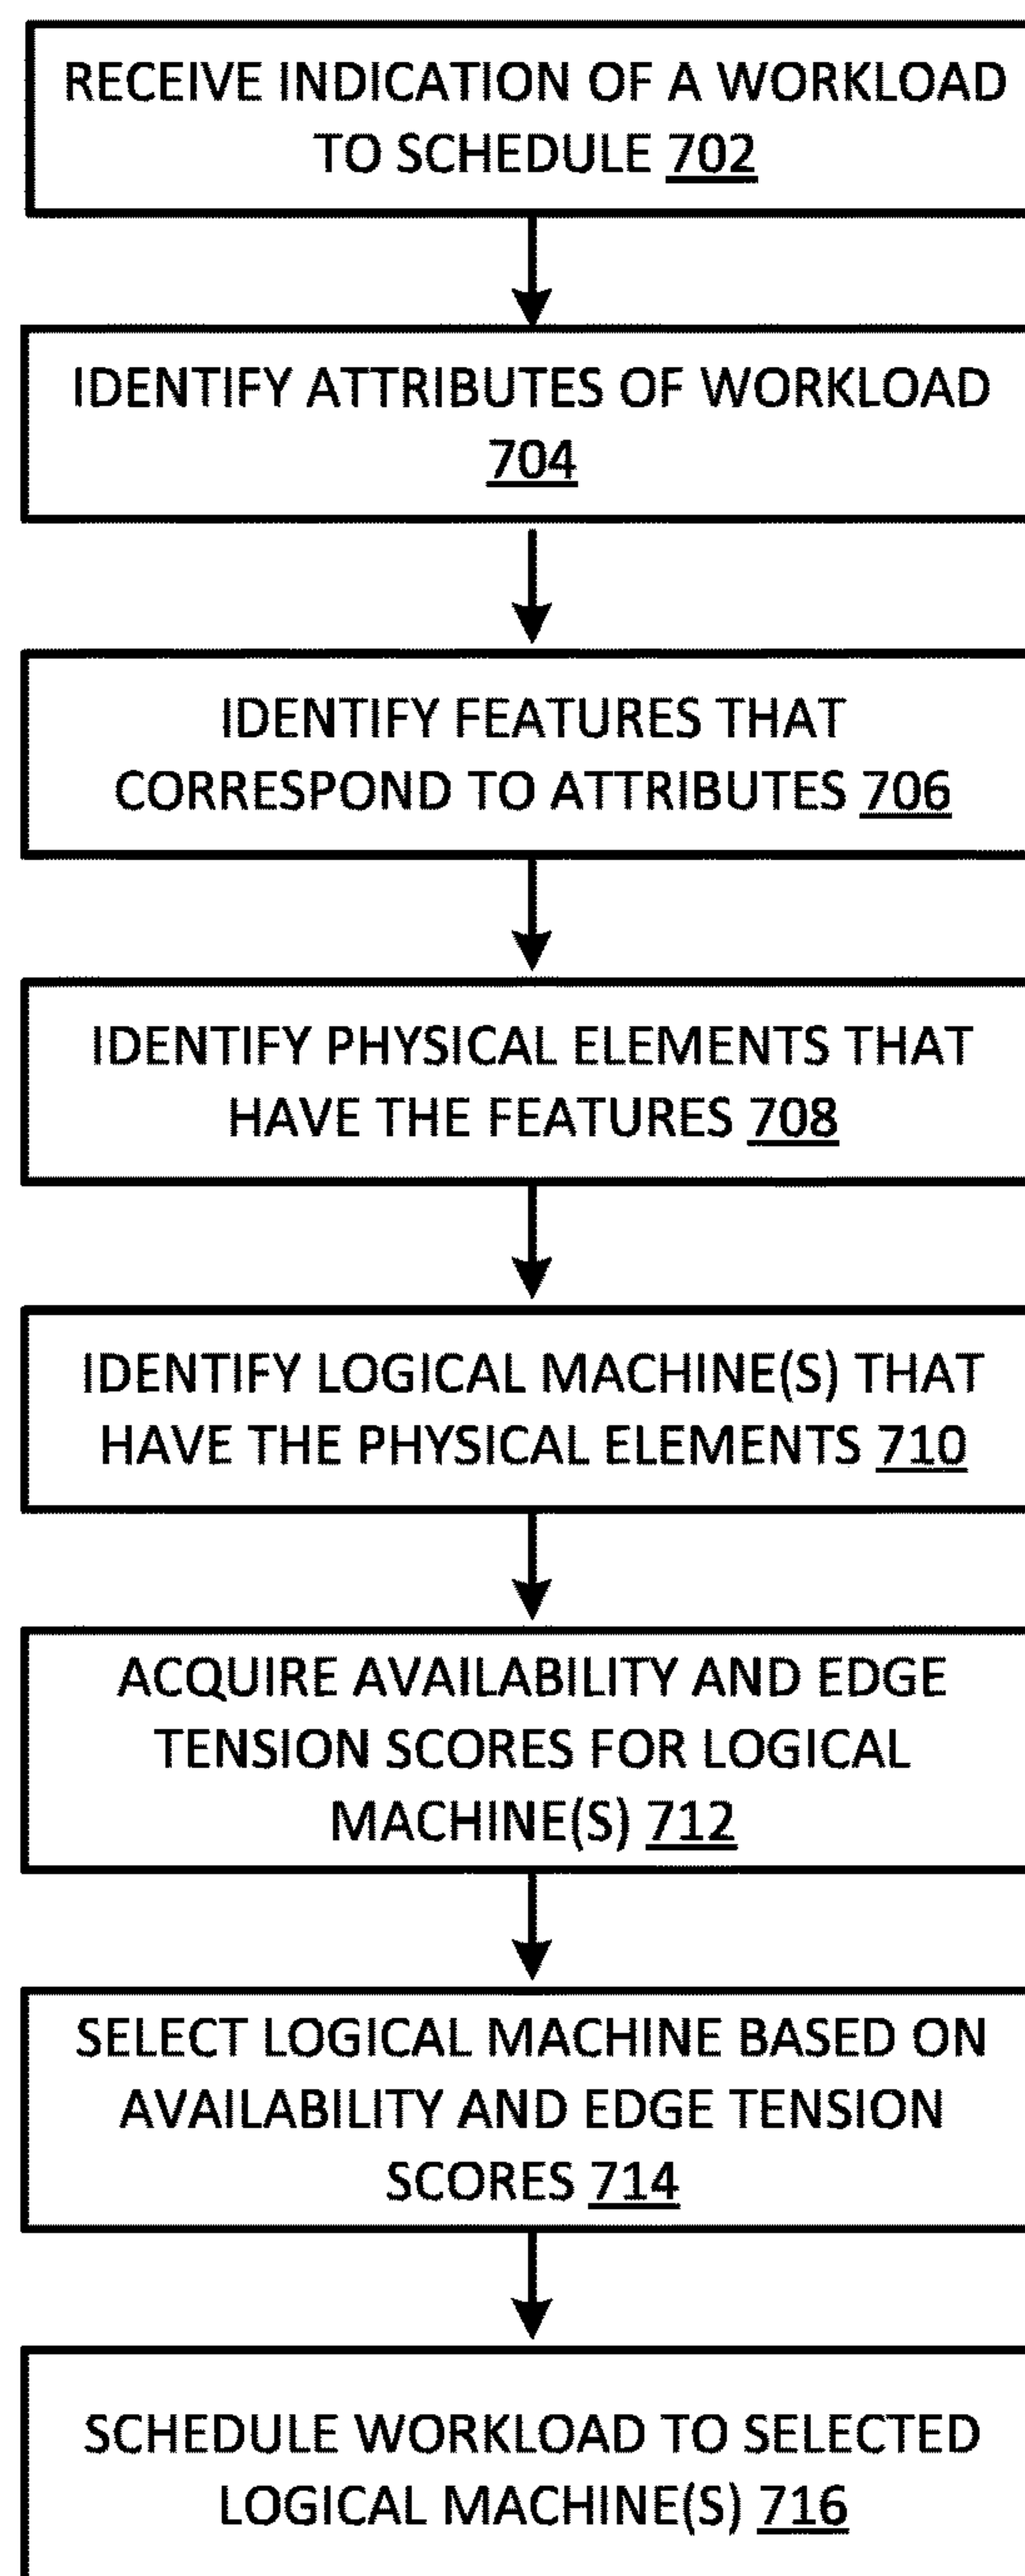 RECEIVE INDICATION OF A WORKLOAD
TO SCHEDULE 702
IDENTIFY ATTRIBUTES OF WORKLOAD
704
IDENTIFY FEATURES THAT
CORRESPOND TO ATTRIBUTES 706
IDENTIFY PHYSICAL ELEMENTS THAT
HAVE THE FEATURES 708
IDENTIFY LOGICAL MACHINE(S) THAT
HAVE THE PHYSICAL ELEMENTS 710
ACQUIRE AVAILABILITY AND EDGE
TENSION SCORES FOR LOGICAL
MACHINE(S) 712
SELECT LOGICAL MACHINE BASED ON
AVAILABILITY AND EDGE TENSION
SCORES 714
SCHEDULE WORKLOAD TO SELECTED
LOGICAL MACHINE(S) 716